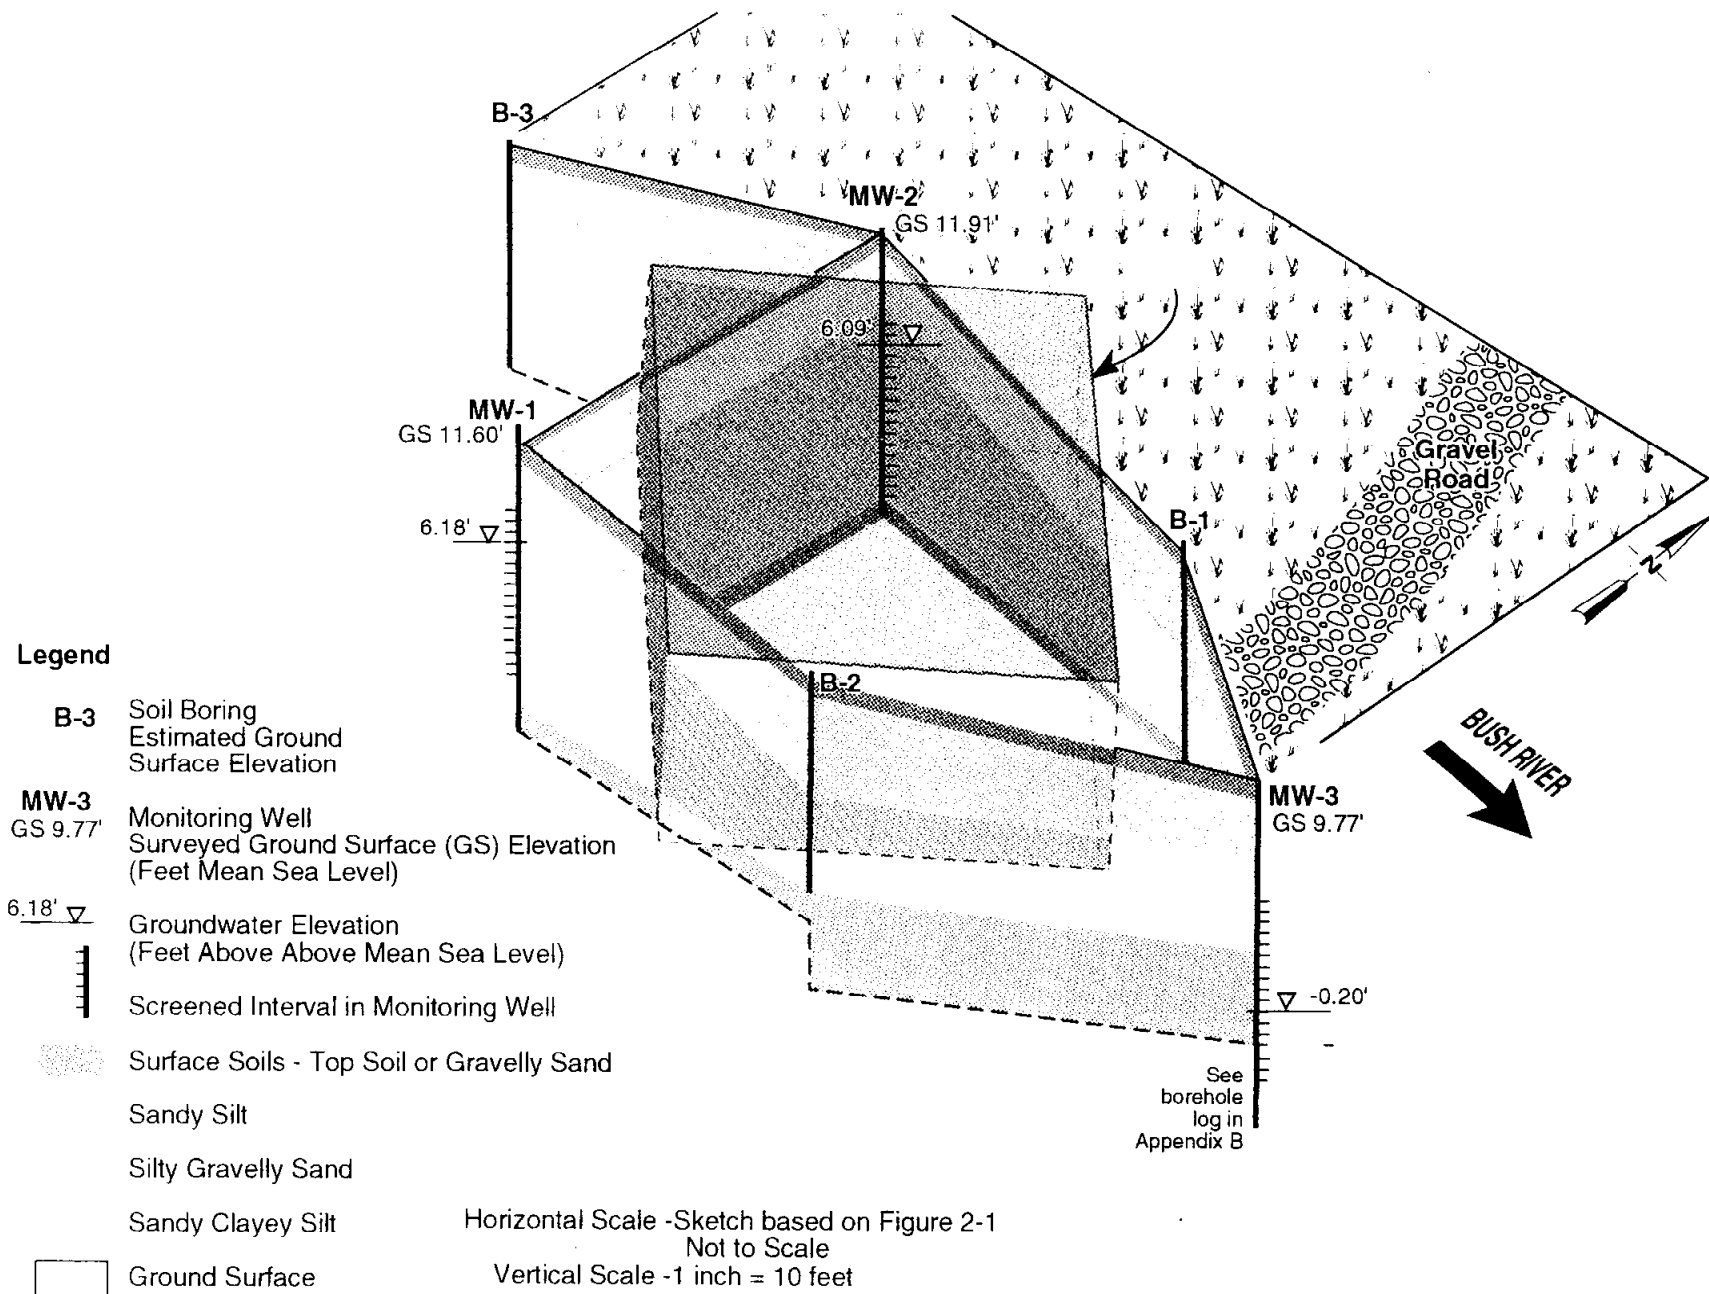 B-3
MW-2
GS 11.91'
6.09'
MW-1
GS 11.60'
Gravel
Road
6.18'
B-1
N
Legend
B-2
B-3
Soil Boring
Estimated Ground
Surface Elevation
BUSH RIVER
MW-3
GS 9.77'
MW-3
GS 9.77'
Monitoring Well
Surveyed Ground Surface (GS) Elevation
(Feet Mean Sea Level)
6.18'
Groundwater Elevation
(Feet Above Above Mean Sea Level)
-0.20'
Screened Interval in Monitoring Well
Surface Soils - Top Soil or Gravelly Sand
See
borehole
log in
Appendix B
Sandy Silt
Silty Gravelly Sand
Sandy Clayey Silt
Horizontal Scale -Sketch based on Figure 2-1
Not to Scale
Ground Surface
Vertical Scale -1 inch = 10 feet